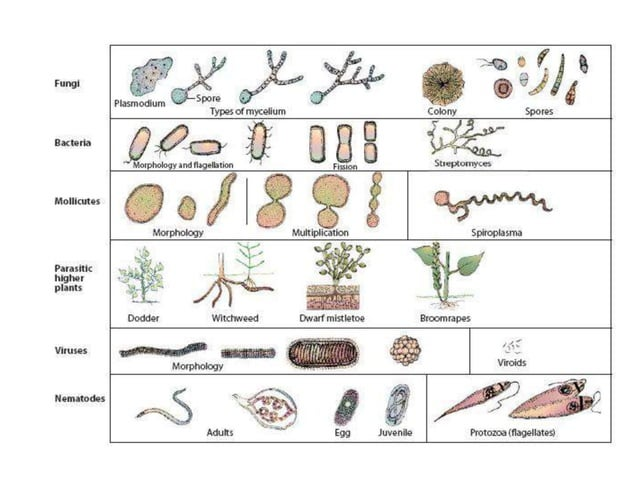 Fungi
Plasmodium
Spore
Types of mycelium
Colony
Spores
Bacteria
Morphology and flagellation
Fission
Streptomyces
Mollicutes
Morphology
Multiplication
Spiroplasma
Parasitic
higher
plants
Dodder
Witchweed
Dwarf mistletoe
Broomrapes
Viruses
Morphology
Viroids
Nematodes
Adults
Egg
Juvenile
Protozoa (flagellates)